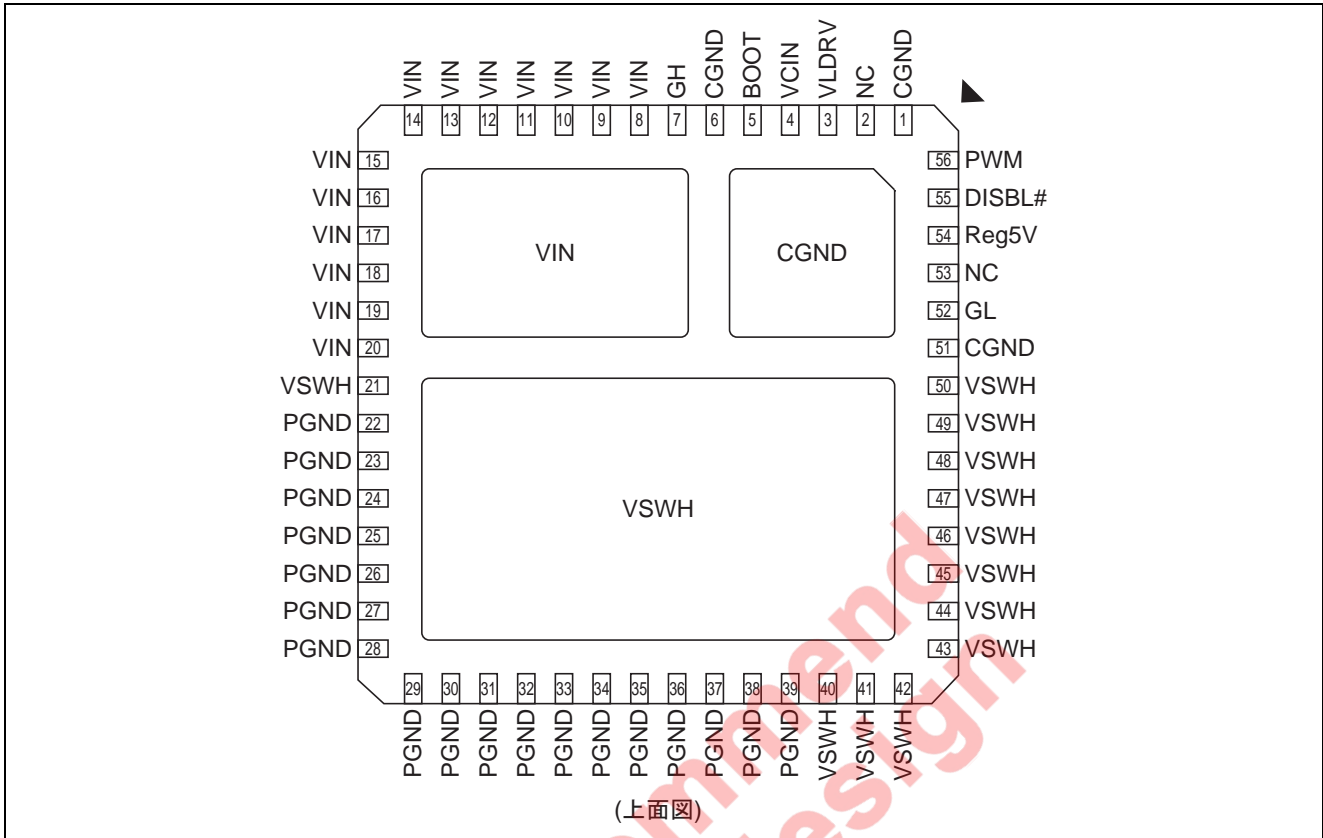 VIN VIN VIN VIN VIN VIN VIN GH CGND BOOT VCIN VLDRV NC CGND
14 13 12 11 10 9 8 7 6 5 4 3 2 1
VIN 15
VIN 16
VIN 17
VIN 18
VIN 19
VIN 20
VSWH 21
PGND 22
PGND 23
PGND 24
PGND 25
PGND 26
PGND 27
PGND 28
VIN
CGND
VSWH
56 PWM
55 DISBL#
54 Reg5V
53 NC
52 GL
51 CGND
50 VSWH
49 VSWH
48 VSWH
47 VSWH
46 VSWH
45 VSWH
44 VSWH
43 VSWH
29 30 31 32 33 34 35 36 37 38 39 40 41 42
PGND PGND PGND PGND PGND PGND PGND PGND PGND PGND PGND VSWH VSWH VSWH
(上面図)
mmend
esign